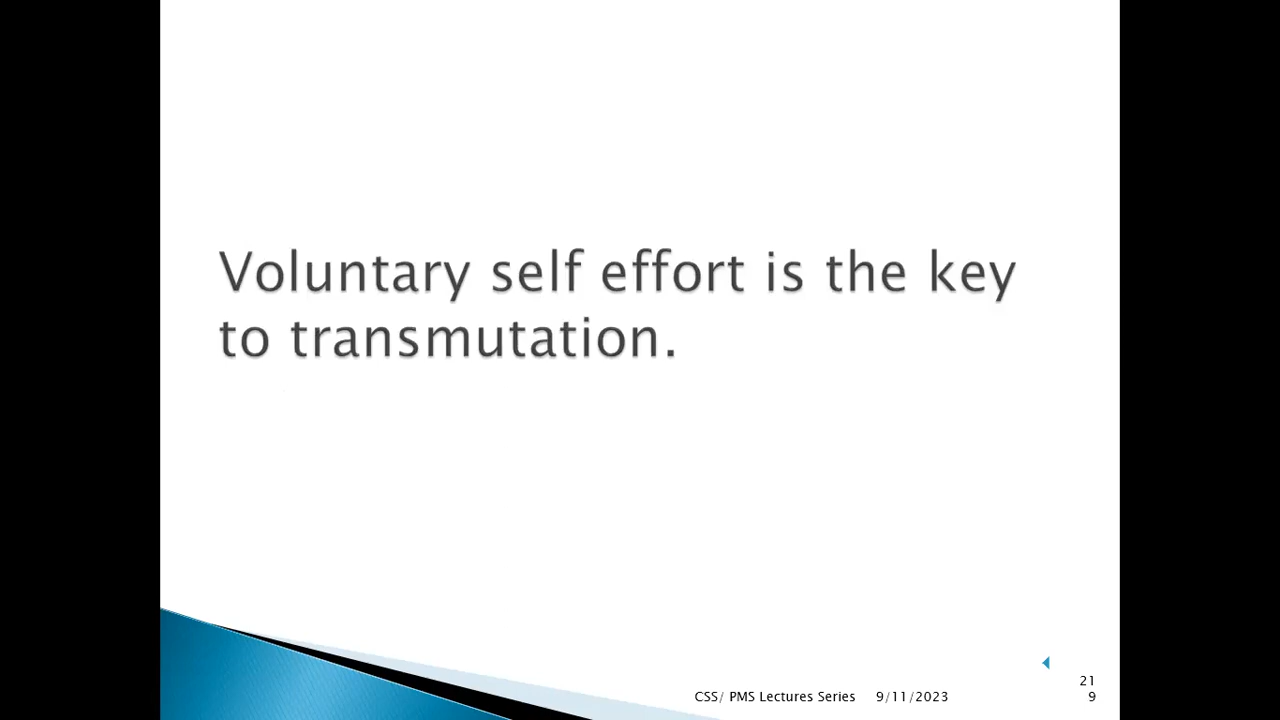 Voluntary self effort is the key
to transmutation.
CSS/ PMS Lectures Series 9/11/2023
21
9